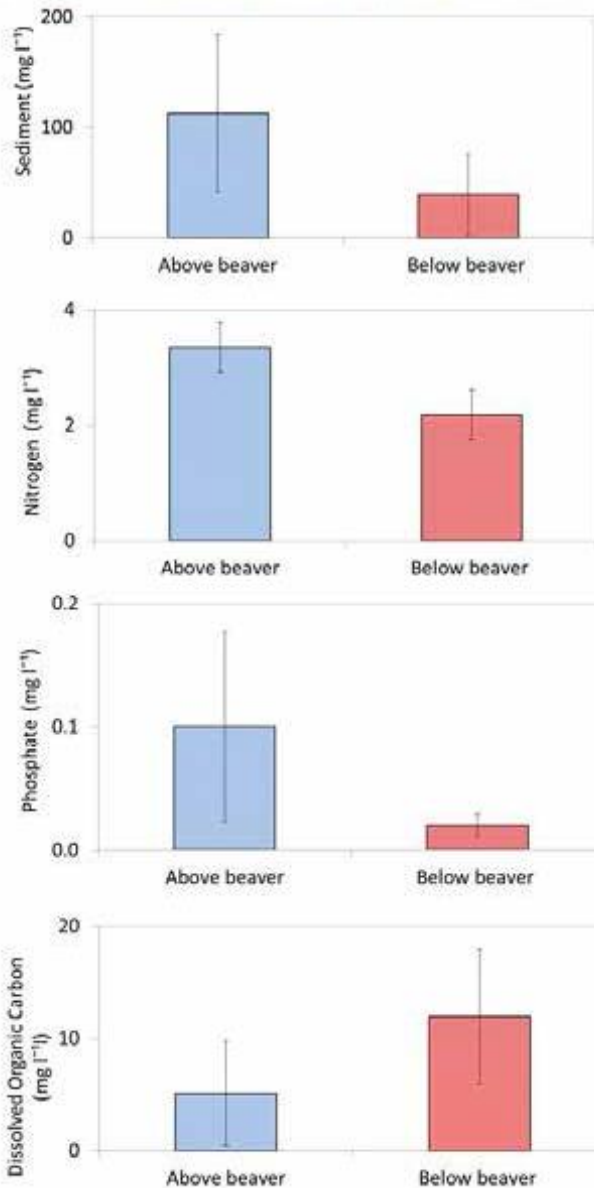 Sediment (mg l⁻¹)
200
100
0
Above beaver
Below beaver
Nitrogen (mg l⁻¹)
4
2
0
Above beaver
Below beaver
Phosphate (mg l⁻¹)
0.2
0.1
0.0
Above beaver
Below beaver
Dissolved Organic Carbon
(mg l⁻¹l)
20
10
0
Above beaver
Below beaver